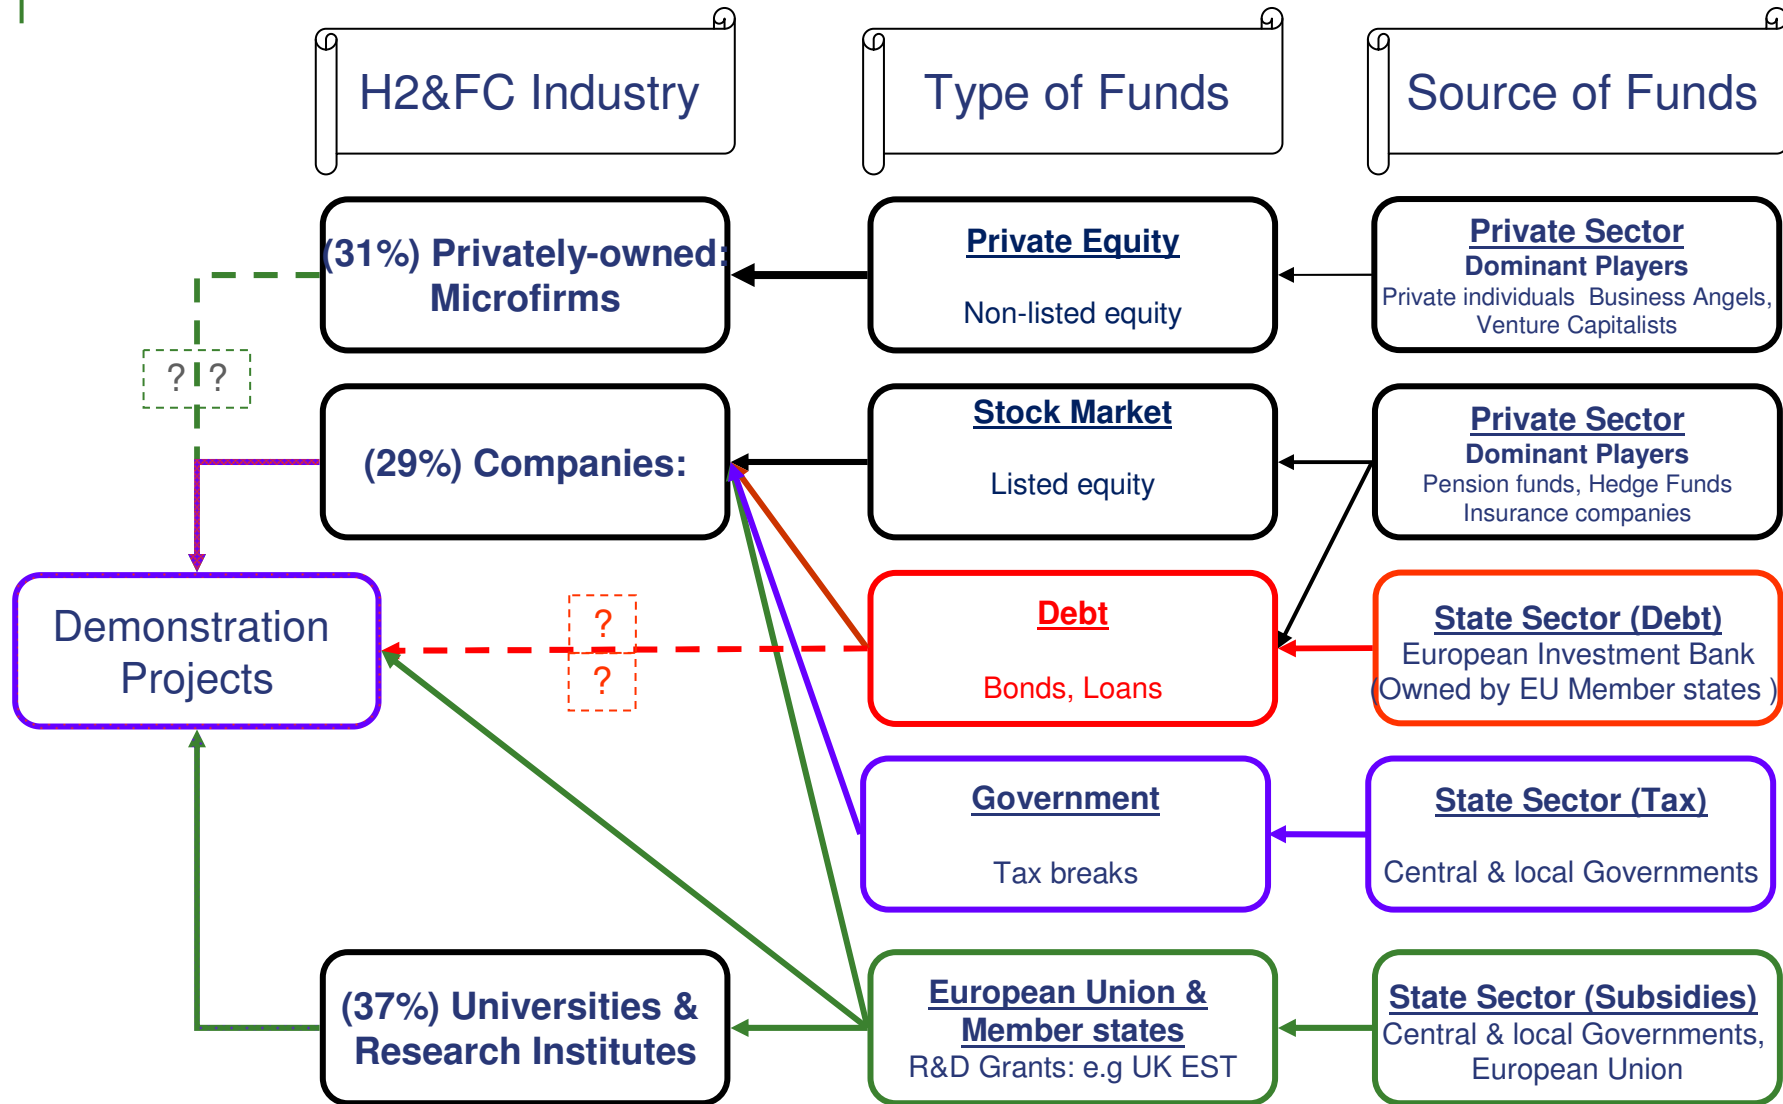 H2&FC Industry
Type of Funds
Source of Funds
(31%) Privately-owned:
Microfirms
Private Equity
Non-listed equity
Private Sector
Dominant Players
Private individuals  Business Angels,
Venture Capitalists
? ?
(29%) Companies:
Stock Market
Listed equity
Private Sector
Dominant Players
Pension funds, Hedge Funds
Insurance companies
Demonstration
Projects
?
?
Debt
Bonds, Loans
State Sector (Debt)
European Investment Bank
(Owned by EU Member states )
Government
Tax breaks
State Sector (Tax)
Central & local Governments
(37%) Universities &
Research Institutes
European Union &
Member states
R&D Grants: e.g UK EST
State Sector (Subsidies)
Central & local Governments,
European Union